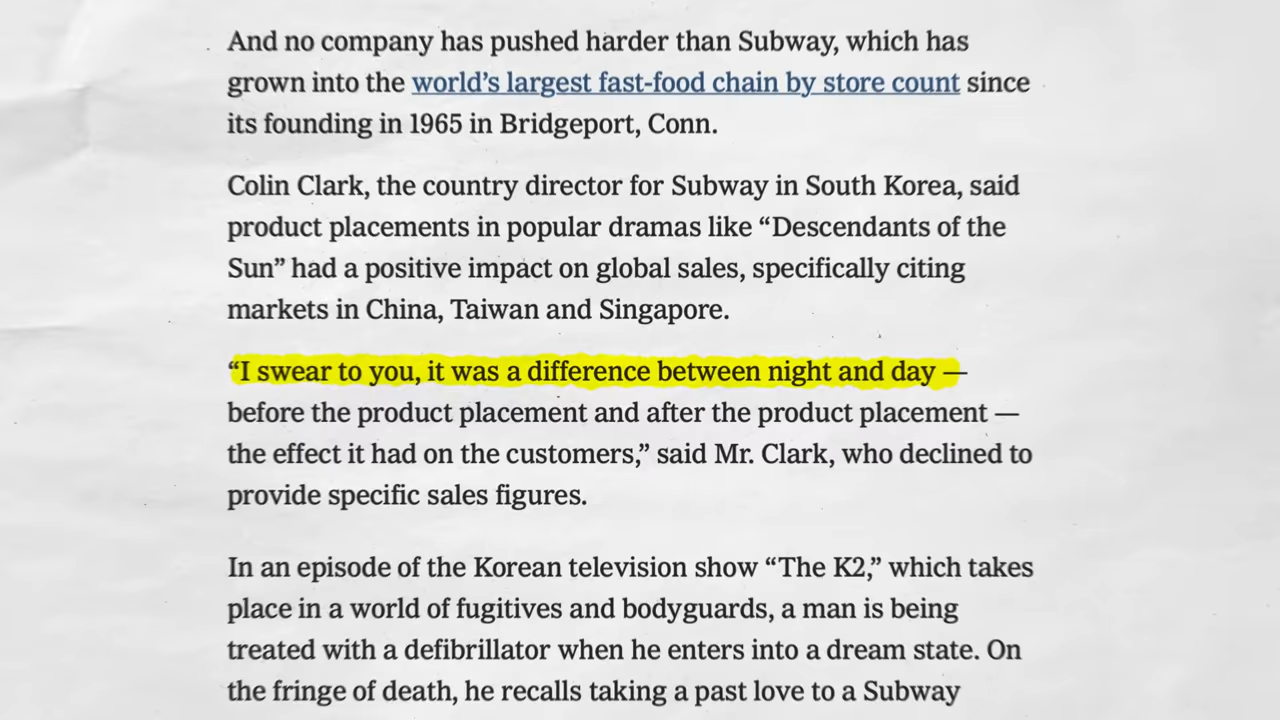 And no company has pushed harder than Subway, which has
grown into the world’s largest fast-food chain by store count since
its founding in 1965 in Bridgeport, Conn.
Colin Clark, the country director for Subway in South Korea, said
product placements in popular dramas like “Descendants of the
Sun” had a positive impact on global sales, specifically citing
markets in China, Taiwan and Singapore.
“I swear to you, it was a difference between night and day —
before the product placement and after the product placement —
the effect it had on the customers,” said Mr. Clark, who declined to
provide specific sales figures.
In an episode of the Korean television show “The K2,” which takes
place in a world of fugitives and bodyguards, a man is being
treated with a defibrillator when he enters into a dream state. On
the fringe of death, he recalls taking a past love to a Subway